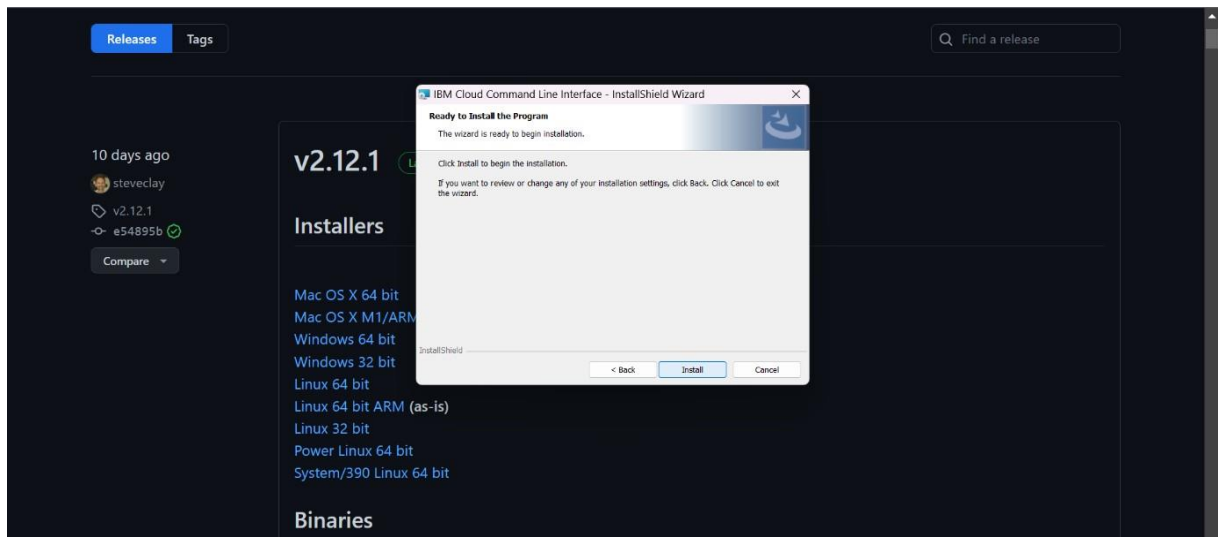 Releases
Tags
Find a release
IBM Cloud Command Line Interface - InstallShield Wizard
Ready to Install the Program
The wizard is ready to begin installation.
Click Install to begin the installation.
If you want to review or change any of your installation settings, click Back. Click Cancel to exit
the wizard.
InstallShield
< Back
Install
Cancel
10 days ago
steveclay
v2.12.1
e54895b
Compare
v2.12.1
Installers
Mac OS X 64 bit
Mac OS X M1/ARM
Windows 64 bit
Windows 32 bit
Linux 64 bit
Linux 64 bit ARM (as-is)
Linux 32 bit
Power Linux 64 bit
System/390 Linux 64 bit
Binaries